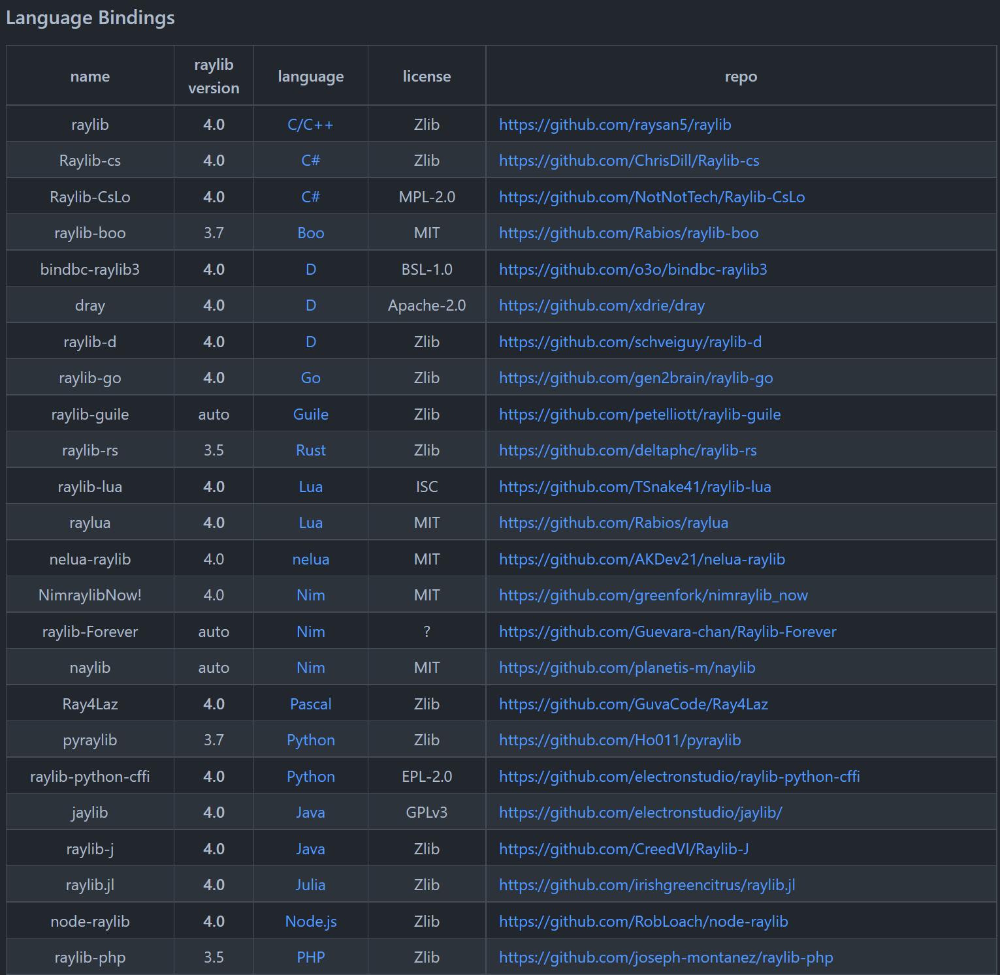 Language Bindings
name raylib version language license repo
raylib 4.0 C/C++ Zlib https://github.com/raysan5/raylib
Raylib-cs 4.0 C# Zlib https://github.com/ChrisDill/Raylib-cs
Raylib-CsLo 4.0 C# MPL-2.0 https://github.com/NotNotTech/Raylib-CsLo
raylib-boo 3.7 Boo MIT https://github.com/Rabios/raylib-boo
bindbc-raylib3 4.0 D BSL-1.0 https://github.com/o3o/bindbc-raylib3
dray 4.0 D Apache-2.0 https://github.com/xdrie/dray
raylib-d 4.0 D Zlib https://github.com/schveiguy/raylib-d
raylib-go 4.0 Go Zlib https://github.com/gen2brain/raylib-go
raylib-guile auto Guile Zlib https://github.com/petelliott/raylib-guile
raylib-rs 3.5 Rust Zlib https://github.com/deltaphc/raylib-rs
raylib-lua 4.0 Lua ISC https://github.com/TSnake41/raylib-lua
raylua 4.0 Lua MIT https://github.com/Rabios/raylua
nelua-raylib 4.0 nelua MIT https://github.com/AKDev21/nelua-raylib
NimraylibNow! 4.0 Nim MIT https://github.com/greenfork/nimraylib_now
raylib-Forever auto Nim ? https://github.com/Guevara-chan/Raylib-Forever
naylib auto Nim MIT https://github.com/planetis-m/naylib
Ray4Laz 4.0 Pascal Zlib https://github.com/GuvaCode/Ray4Laz
pyraylib 3.7 Python Zlib https://github.com/Ho011/pyraylib
raylib-python-cffi 4.0 Python EPL-2.0 https://github.com/electronstudio/raylib-python-cffi
jaylib 4.0 Java GPLv3 https://github.com/electronstudio/jaylib/
raylib-j 4.0 Java Zlib https://github.com/CreedVI/Raylib-J
raylib.jl 4.0 Julia Zlib https://github.com/irishgreencitrus/raylib.jl
node-raylib 4.0 Node.js Zlib https://github.com/RobLoach/node-raylib
raylib-php 3.5 PHP Zlib https://github.com/joseph-montanez/raylib-php